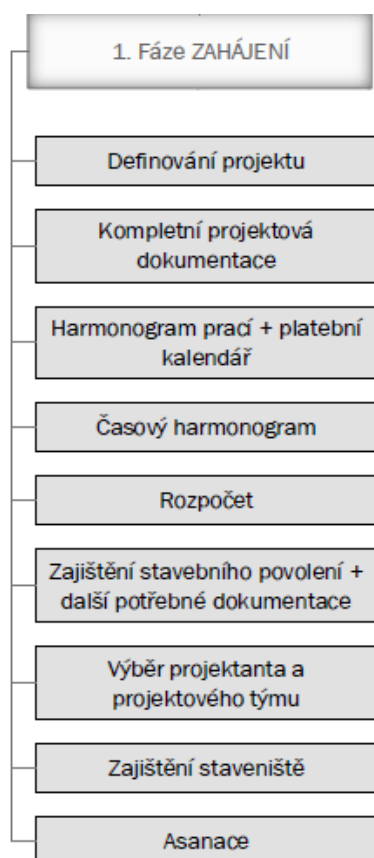 1. Fáze ZAHÁJENÍ
Definování projektu
Kompletní projektová
dokumentace
Harmonogram prací + platební
kalendář
Časový harmonogram
Rozpočet
Zajištění stavebního povolení +
další potřebné dokumentace
Výběr projektanta a
projektového týmu
Zajištění staveniště
Asanace